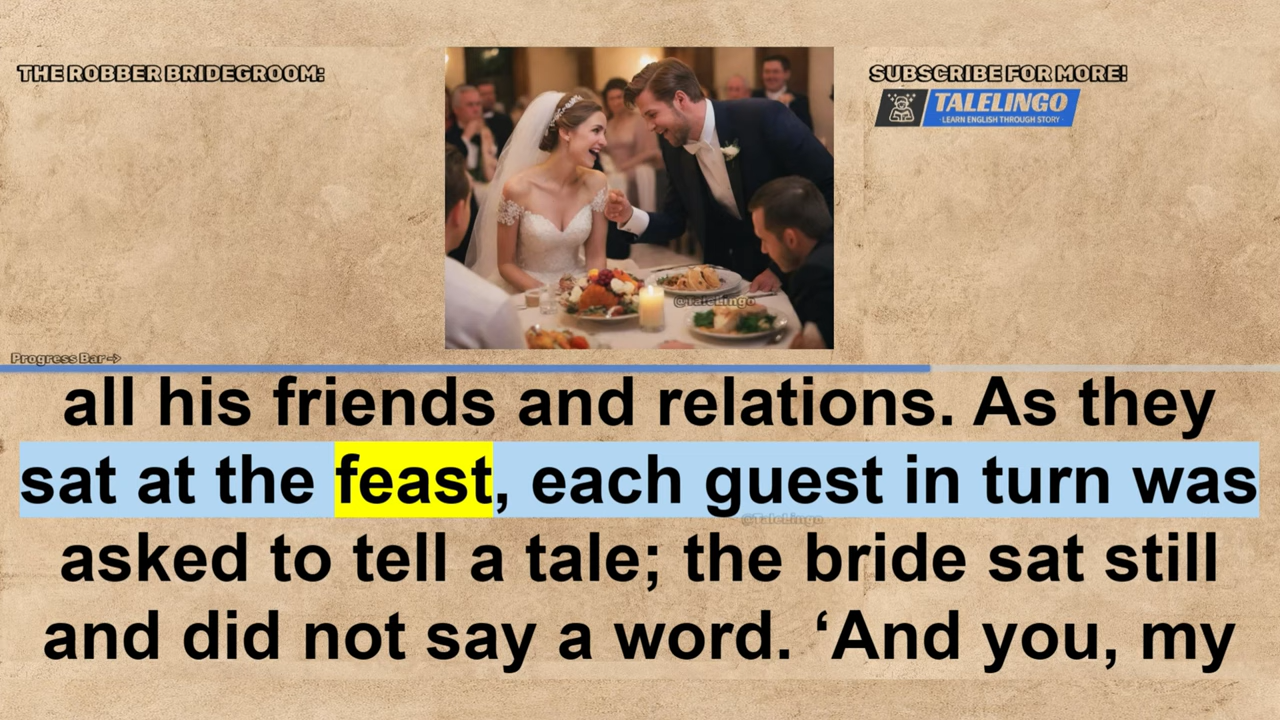 THE ROBBER BRIDEGROOM:
SUBSCRIBE FOR MORE!
TALELINGO
·LEARN ENGLISH THROUGH STORY·
@TaleLingo
Progress Bar->
all his friends and relations. As they
sat at the feast, each guest in turn was
@TaleLingo
asked to tell a tale; the bride sat still
and did not say a word. ‘And you, my